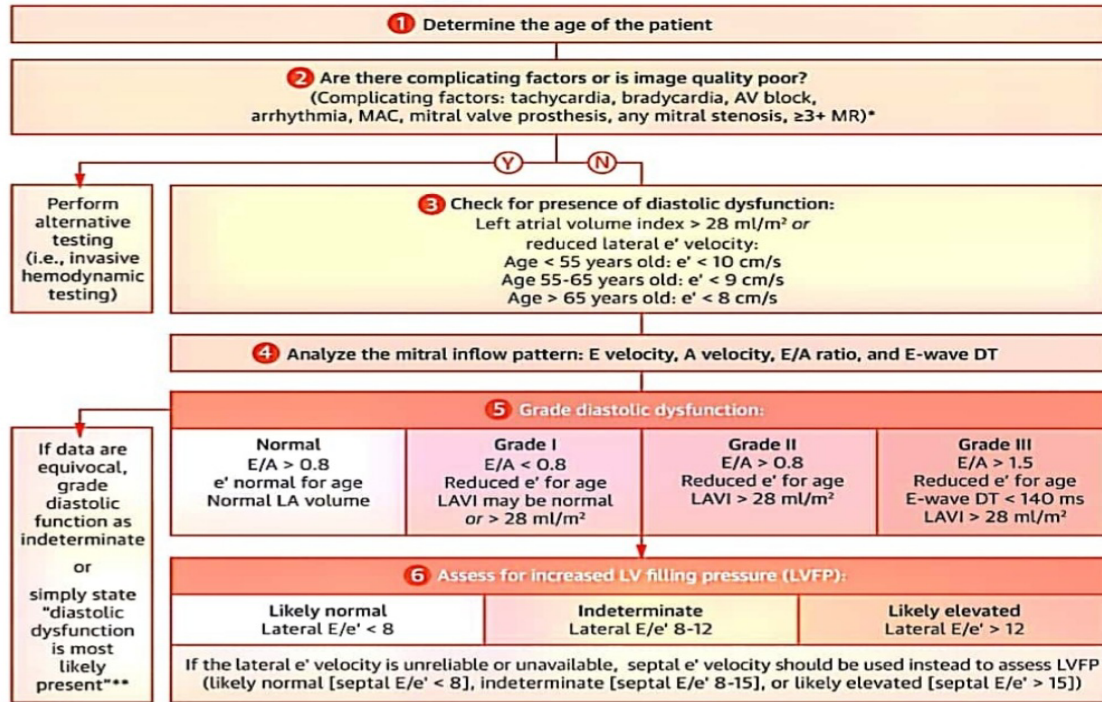 1 Determine the age of the patient
2 Are there complicating factors or is image quality poor?
(Complicating factors: tachycardia, bradycardia, AV block,
arrhythmia, MAC, mitral valve prosthesis, any mitral stenosis, ≥3+ MR)*
Y
N
Perform
alternative
testing
(i.e., invasive
hemodynamic
testing)
3 Check for presence of diastolic dysfunction:
Left atrial volume index > 28 ml/m² or
reduced lateral e' velocity:
Age < 55 years old: e' < 10 cm/s
Age 55-65 years old: e' < 9 cm/s
Age > 65 years old: e' < 8 cm/s
4 Analyze the mitral inflow pattern: E velocity, A velocity, E/A ratio, and E-wave DT
5 Grade diastolic dysfunction:
Normal
E/A > 0.8
e' normal for age
Normal LA volume
Grade I
E/A < 0.8
Reduced e' for age
LAVI may be normal
or > 28 ml/m²
Grade II
E/A > 0.8
Reduced e' for age
LAVI > 28 ml/m²
Grade III
E/A > 1.5
Reduced e' for age
E-wave DT < 140 ms
LAVI > 28 ml/m²
If data are
equivocal,
grade
diastolic
function as
indeterminate
or
simply state
"diastolic
dysfunction
is most
likely
present"**
6 Assess for increased LV filling pressure (LVFP):
Likely normal
Lateral E/e' < 8
Indeterminate
Lateral E/e' 8-12
Likely elevated
Lateral E/e' > 12
If the lateral e' velocity is unreliable or unavailable, septal e' velocity should be used instead to assess LVFP
(likely normal [septal E/e' < 8], indeterminate [septal E/e' 8-15], or likely elevated [septal E/e' > 15])